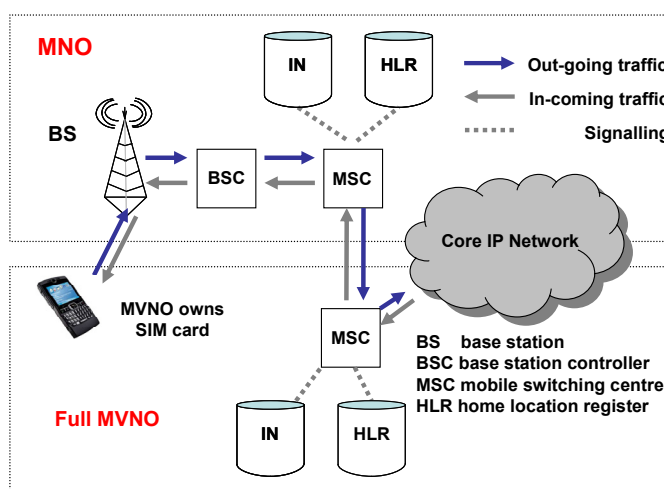 MNO
IN
HLR
Out-going traffic
In-coming traffic
Signalling
BS
BSC
MSC
Core IP Network
MVNO owns
SIM card
MSC
BS base station
BSC base station controller
MSC mobile switching centre
HLR home location register
Full MVNO
IN
HLR